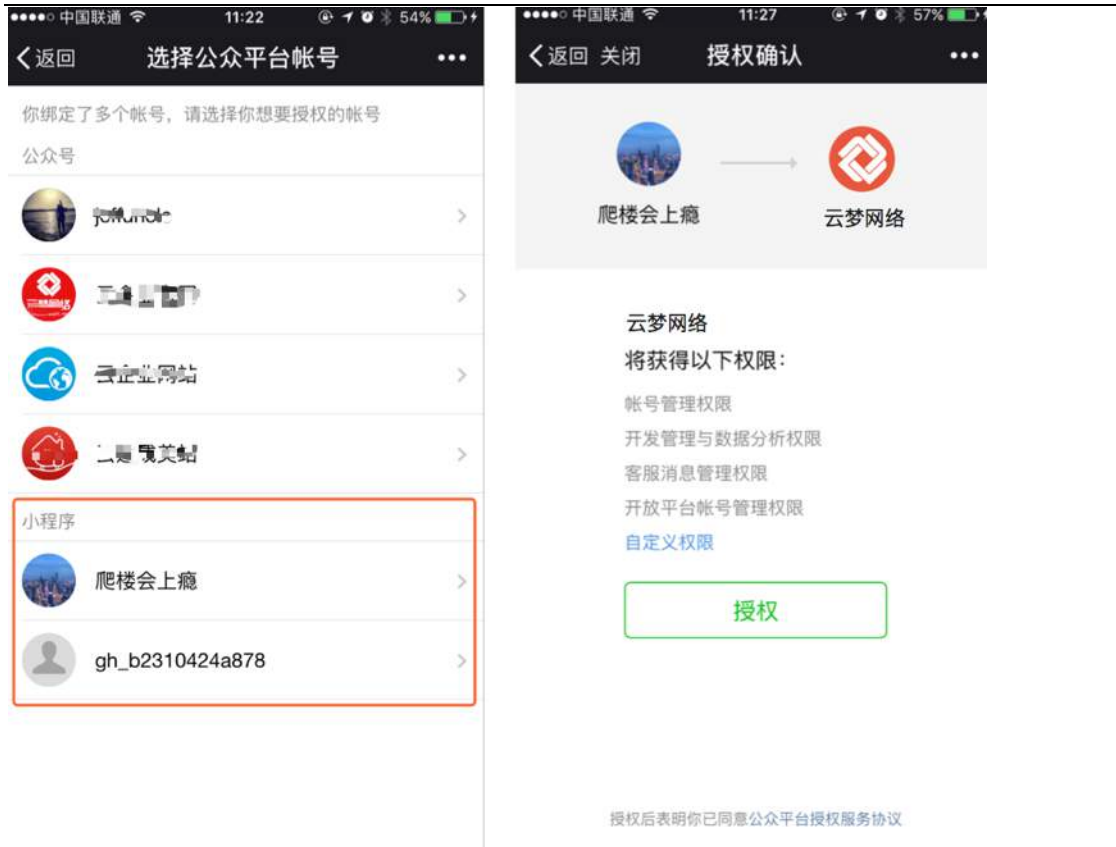 中国联通 11:22 54%
返回 选择公众平台帐号
你绑定了多个帐号，请选择你想要授权的帐号
公众号
小程序
爬楼会上瘾
gh_b2310424a878
中国联通 11:27 57%
返回 关闭 授权确认
爬楼会上瘾 云梦网络
云梦网络
将获得以下权限：
帐号管理权限
开发管理与数据分析权限
客服消息管理权限
开放平台帐号管理权限
自定义权限
授权
授权后表明你已同意公众平台授权服务协议